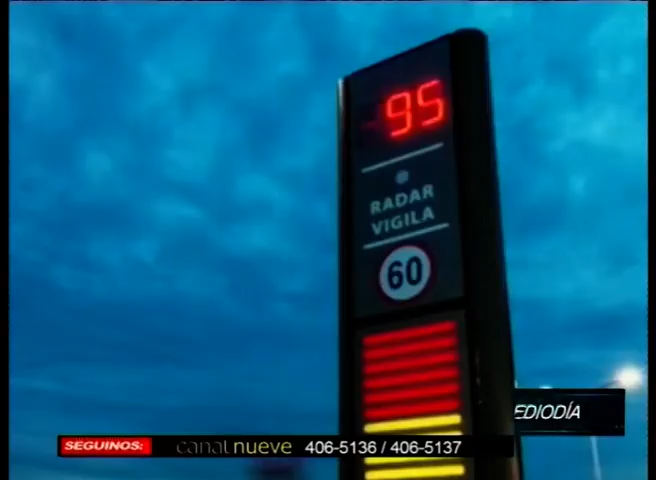 95
RADAR
VIGILA
60
EDIODÍA
SEGUINOS: canal nueve 406-5136 / 406-5137